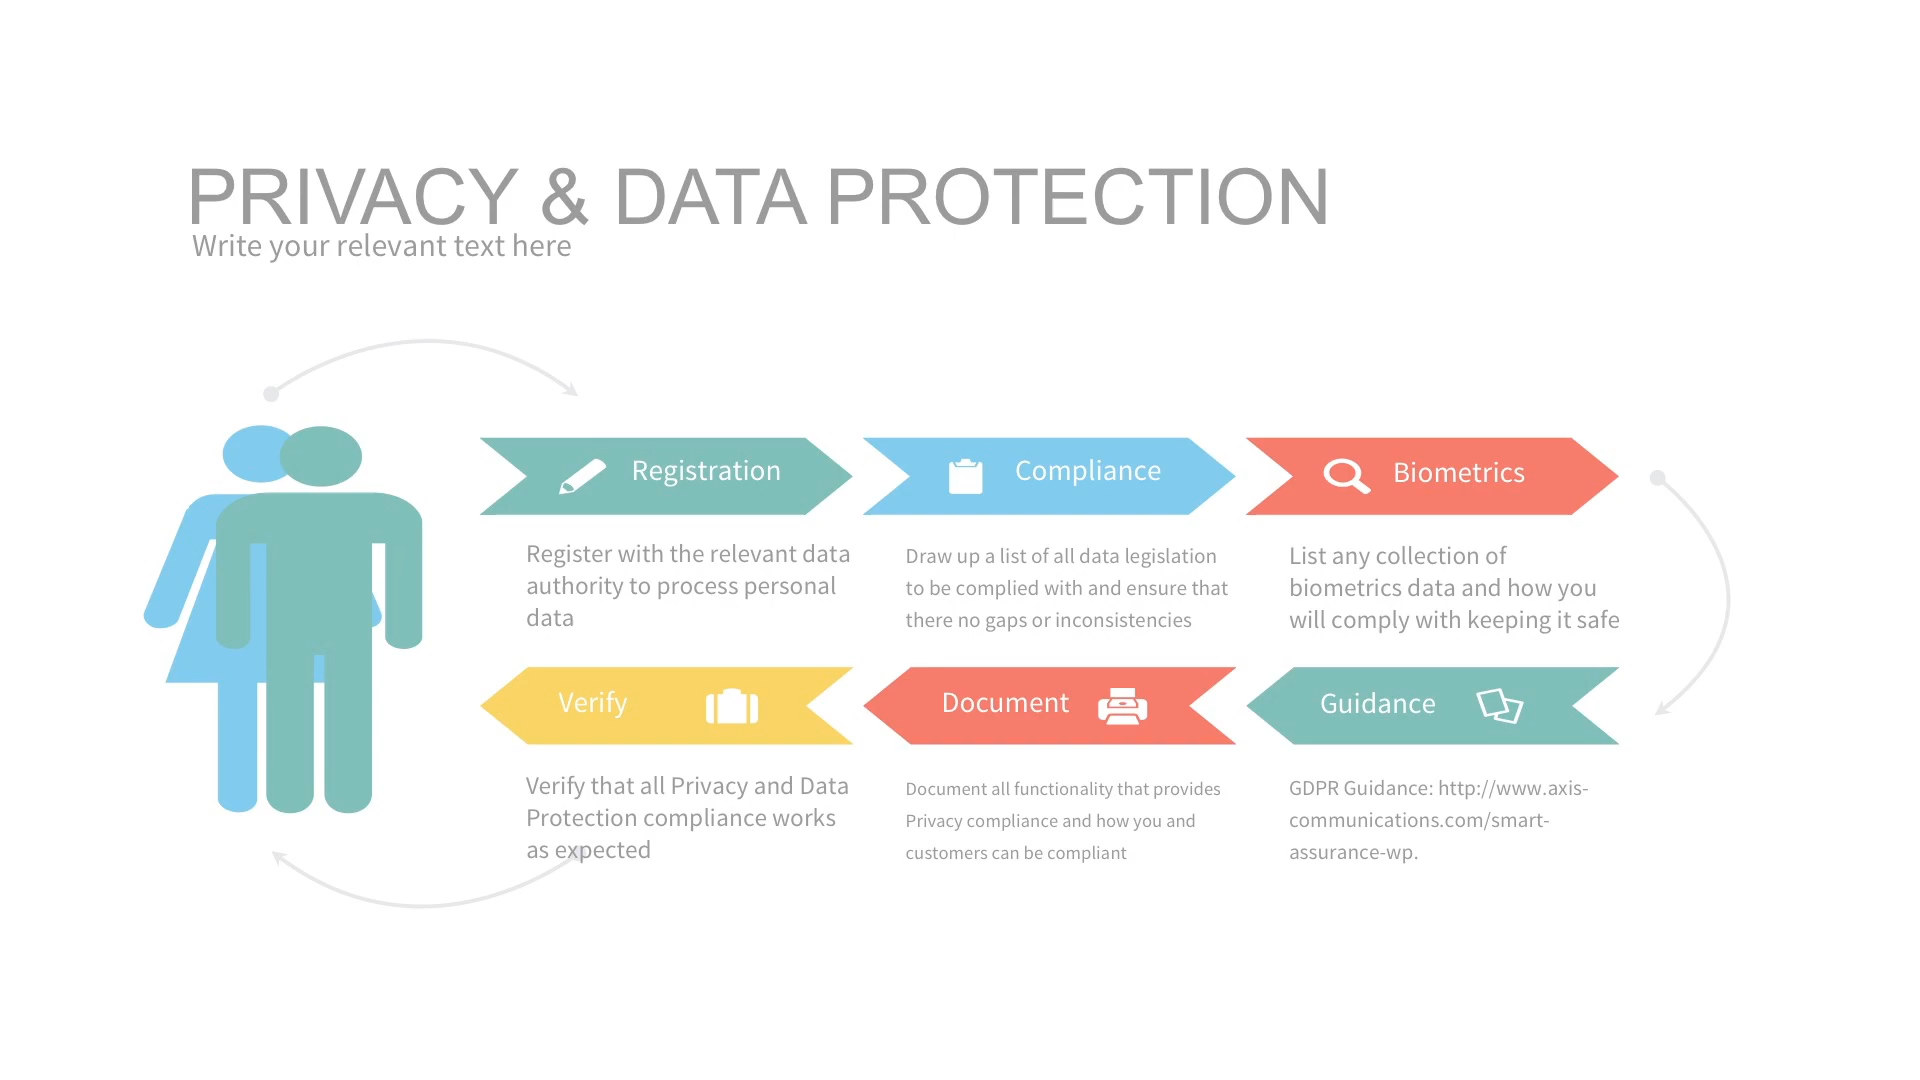 PRIVACY & DATA PROTECTION
Write your relevant text here
Registration
Compliance
Biometrics
Register with the relevant data
authority to process personal
data
Draw up a list of all data legislation
to be complied with and ensure that
there no gaps or inconsistencies
List any collection of
biometrics data and how you
will comply with keeping it safe
Verify
Document
Guidance
Verify that all Privacy and Data
Protection compliance works
as expected
Document all functionality that provides
Privacy compliance and how you and
customers can be compliant
GDPR Guidance: http://www.axis-
communications.com/smart-
assurance-wp.